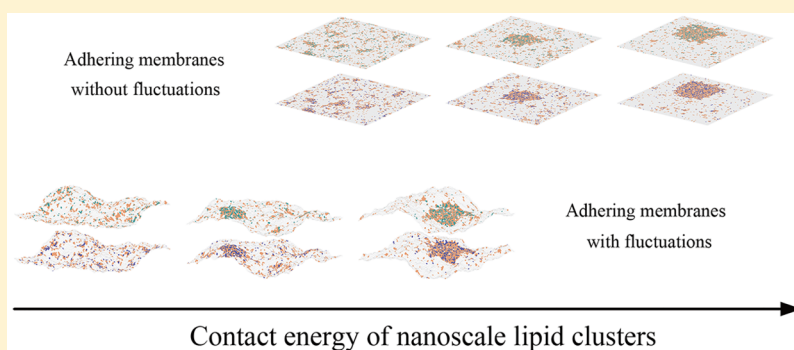 Adhering membranes
without fluctuations
Adhering membranes
with fluctuations
Contact energy of nanoscale lipid clusters